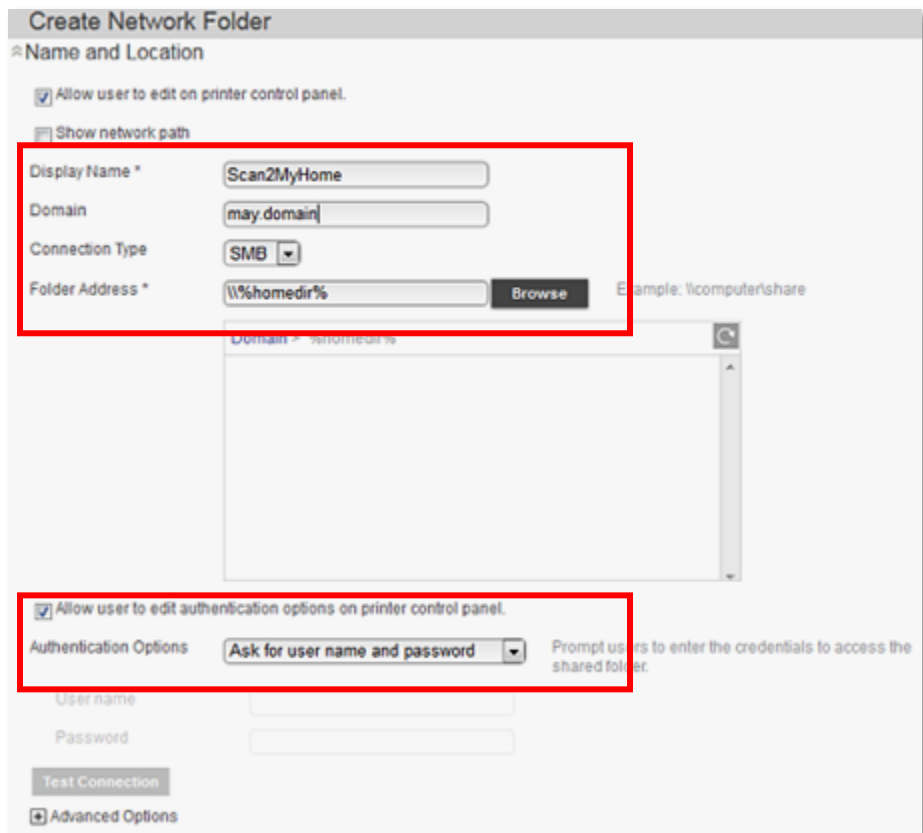 Create Network Folder
Name and Location
Allow user to edit on printer control panel.
Show network path
Display Name * Scan2MyHome
Domain may.domain
Connection Type SMB
Folder Address * \\%homedir% Browse Example: \\computer\share
Domain > %homedir%
Allow user to edit authentication options on printer control panel.
Authentication Options Ask for user name and password Prompt users to enter the credentials to access the
shared folder.
User name
Password
Test Connection
Advanced Options